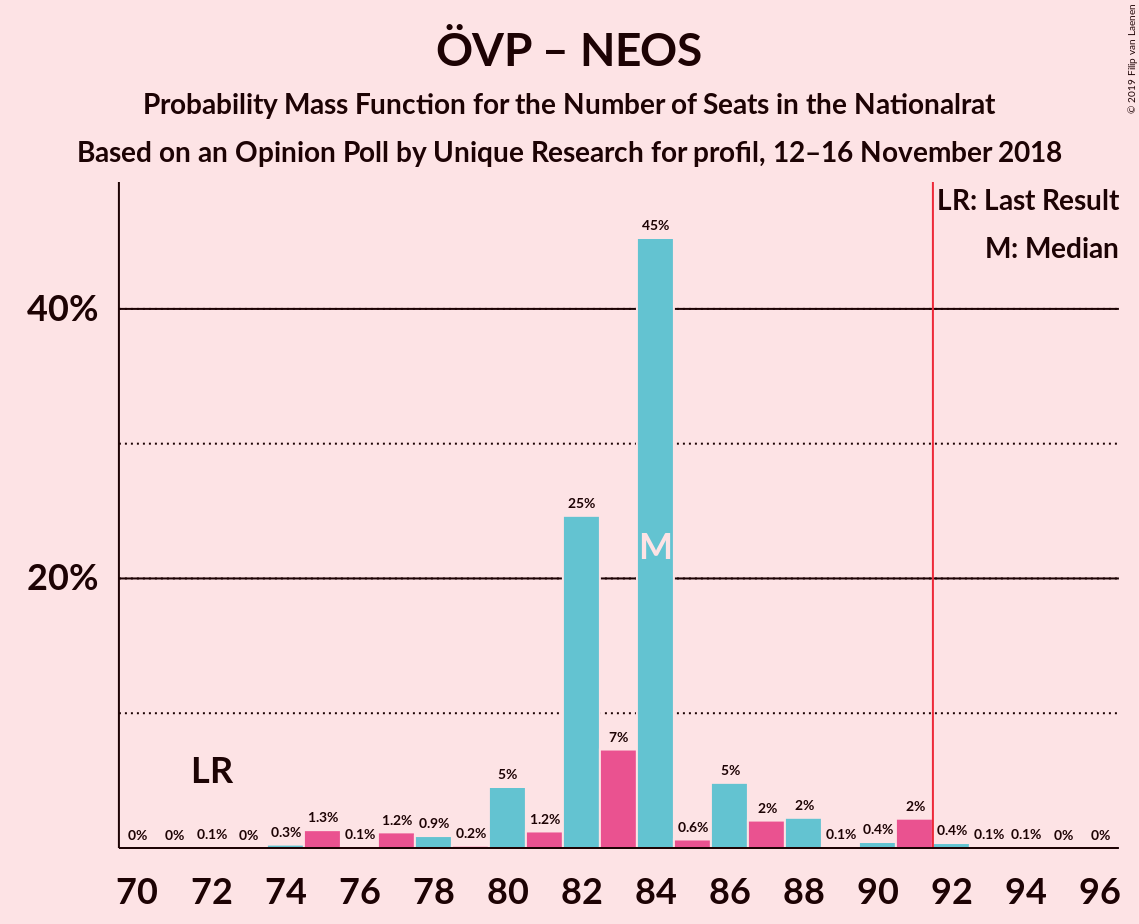 ÖVP – NEOS
Probability Mass Function for the Number of Seats in the Nationalrat
Based on an Opinion Poll by Unique Research for profil, 12–16 November 2018
© 2019 Filip van Laenen
LR: Last Result
M: Median
45%
40%
25%
M
20%
7%
LR
5% 5%
0% 0% 0.1% 0% 0.3% 1.3% 0.1% 1.2% 0.9% 0.2% 1.2% 0.6% 2% 2% 0.1% 0.4% 2% 0.4% 0.1% 0.1% 0% 0%
70 72 74 76 78 80 82 84 86 88 90 92 94 96